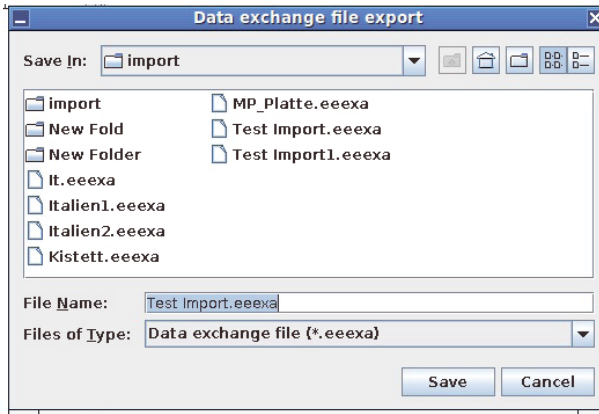 Data exchange file export
Save In: import
import
New Fold
New Folder
It.eeexa
Italien1.eeexa
Italien2.eeexa
Kistett.eeexa
MP_Platte.eeexa
Test Import.eeexa
Test Import1.eeexa
File Name: Test Import.eeexa
Files of Type: Data exchange file (*.eeexa)
Save Cancel